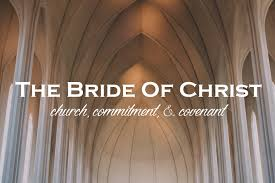 THE BRIDE OF CHRIST
church, commitment, & covenant